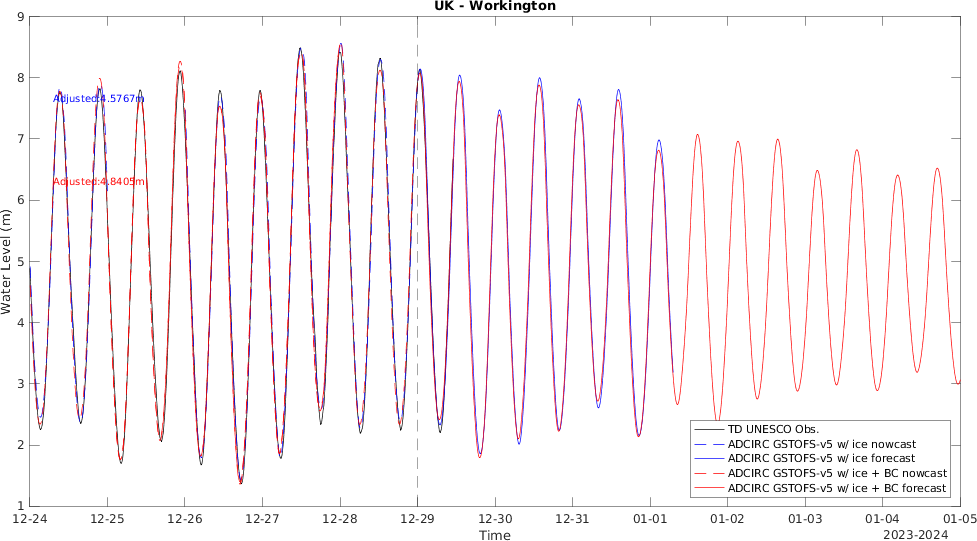 UK - Workington
9
8
7
6
5
4
3
2
1
Water Level (m)
Adjusted:4.5767m
Adjusted:4.8405m
TD UNESCO Obs.
ADCIRC GSTOFS-v5 w/ ice nowcast
ADCIRC GSTOFS-v5 w/ ice forecast
ADCIRC GSTOFS-v5 w/ ice + BC nowcast
ADCIRC GSTOFS-v5 w/ ice + BC forecast
12-24 12-25 12-26 12-27 12-28 12-29 12-30 12-31 01-01 01-02 01-03 01-04 01-05
Time
2023-2024